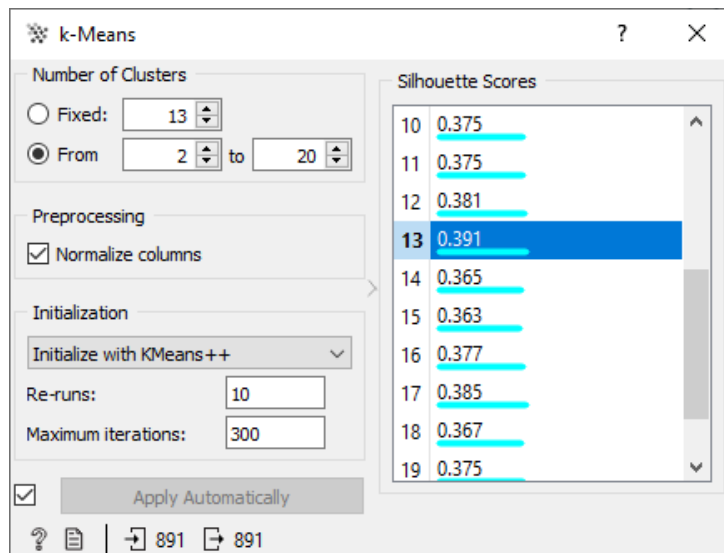 k-Means ? ×
Number of Clusters
Fixed: 13
From 2 to 20
Preprocessing
Normalize columns
Initialization
Initialize with KMeans++
Re-runs: 10
Maximum iterations: 300
Apply Automatically
? 891 891
Silhouette Scores
10 0.375
11 0.375
12 0.381
13 0.391
14 0.365
15 0.363
16 0.377
17 0.385
18 0.367
19 0.375